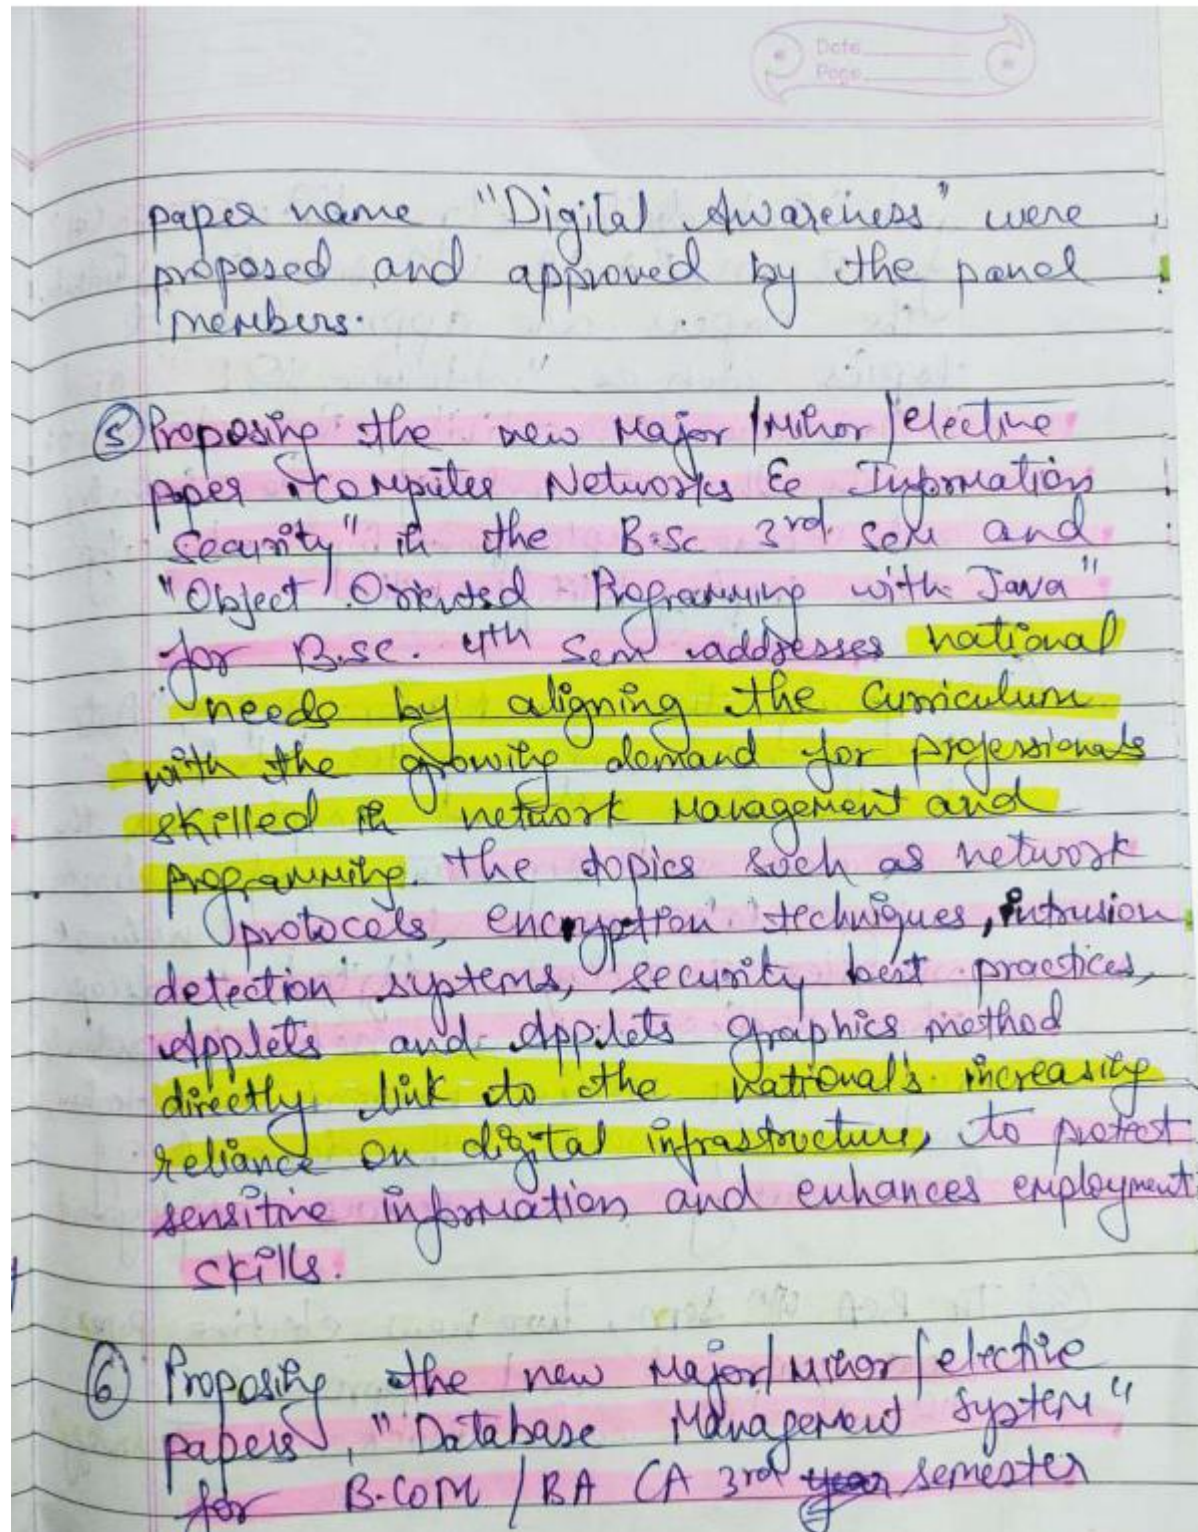 Date
Page
paper name "Digital Awareness" were
proposed and approved by the panel
members.
⑤ Proposing the new Major/Minor/elective
paper "Computer Networks & Information
Security" in the B.Sc 3rd sem and
"Object Oriented Programming with Java"
for B.sc. 4th Sem addresses national
needs by aligning the curriculum
with the growing demand for professionals
skilled in network management and
programming. The topics such as network
protocols, encryption techniques, intrusion
detection systems, security best practices,
Applets and Applets graphics method
directly link to the national's increasing
reliance on digital infrastructure, to protect
sensitive information and enhances employment
skills.
⑥ Proposing the new Major/Minor/elective
papers, "Database Management System"
for B.COM / BA CA 3rd semester